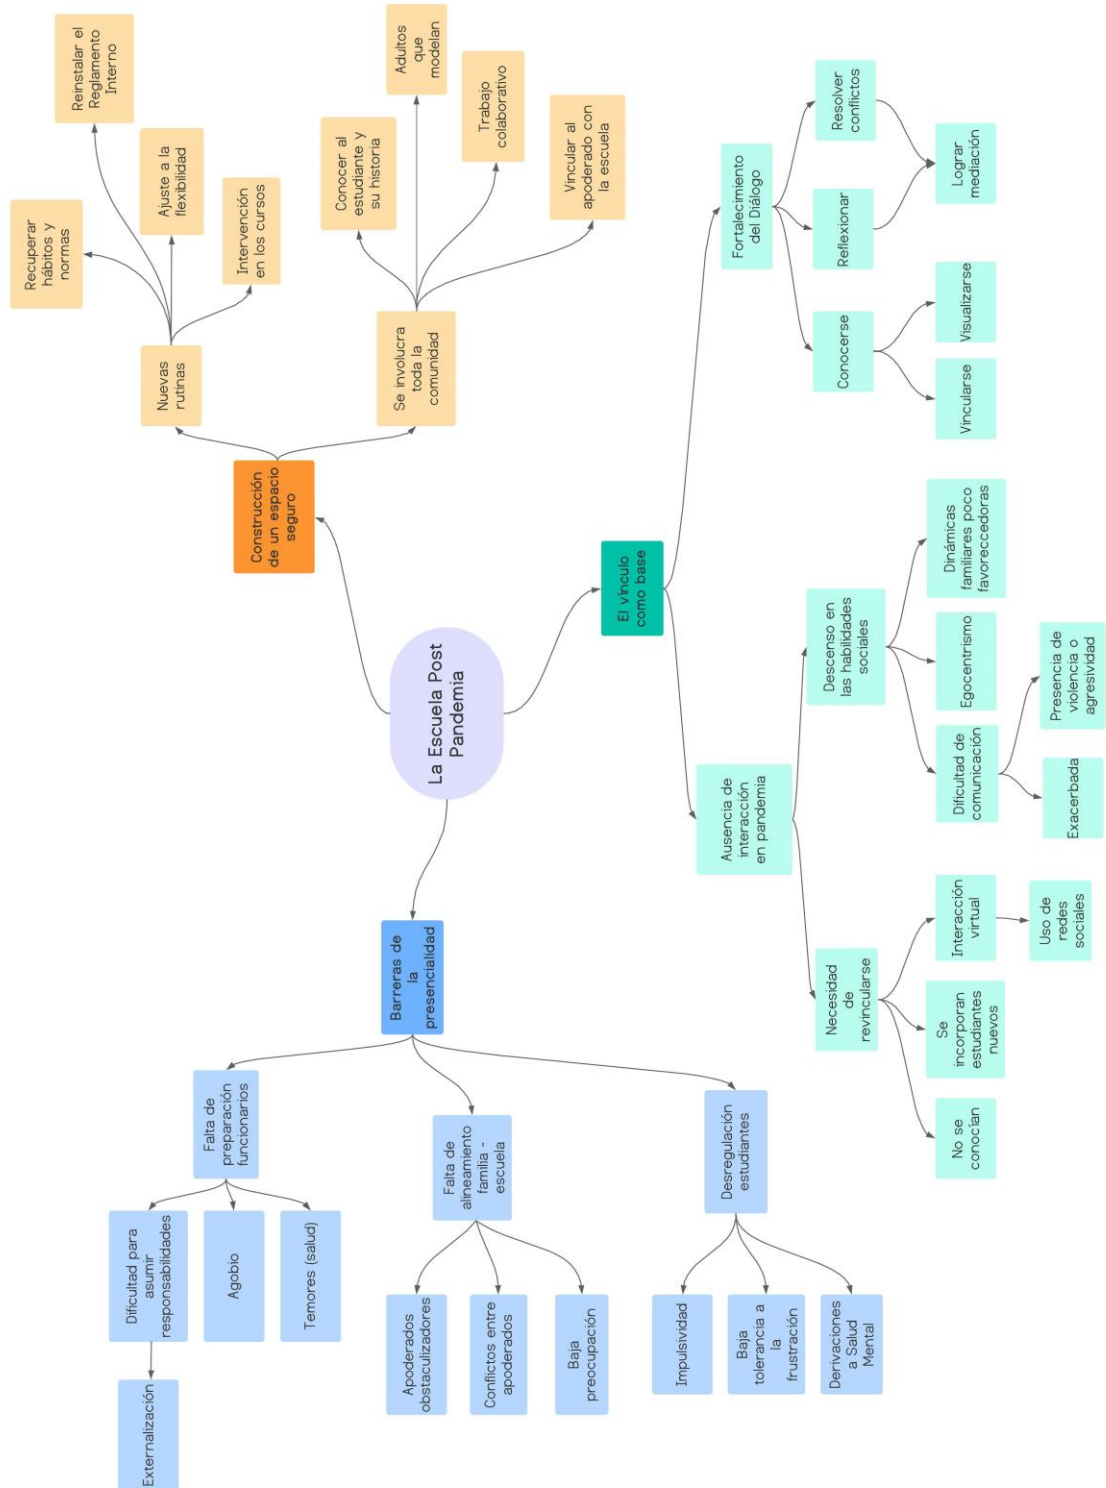 La Escuela Post
Pandemia
Barreras de
la
presencialidad
Falta de
preparación
funcionarios
Dificultad para
asumir
responsabilidades
Externalización
Agobio
Temores (salud)
Falta de
alineamiento
familia -
escuela
Apoderados
obstaculizadores
Conflictos entre
apoderados
Baja
preocupación
Desregulación
estudiantes
Impulsividad
Baja
tolerancia a
la
frustración
Derivaciones
a Salud
Mental
Construcción
de un espacio
seguro
Nuevas
rutinas
Recuperar
hábitos y
normas
Reinstalar el
Reglamento
Interno
Ajuste a la
flexibilidad
Intervención
en los cursos
Se involucra
toda la
comunidad
Conocer al
estudiante y
su historia
Adultos
que
modelan
Trabajo
colaborativo
Vincular al
apoderado con
la escuela
El vínculo
como base
Ausencia de
interacción
en pandemia
Necesidad
de
revincularse
No se
conocían
Se
incorporan
estudiantes
nuevos
Interacción
virtual
Uso de
redes
sociales
Descenso en
las habilidades
sociales
Dificultad de
comunicación
Exacerbada
Presencia de
violencia o
agresividad
Egocentrismo
Dinámicas
familiares poco
favoreccedoras
Fortalecimiento
del Diálogo
Conocerse
Vincularse
Visualizarse
Reflexionar
Resolver
conflictos
Lograr
mediación